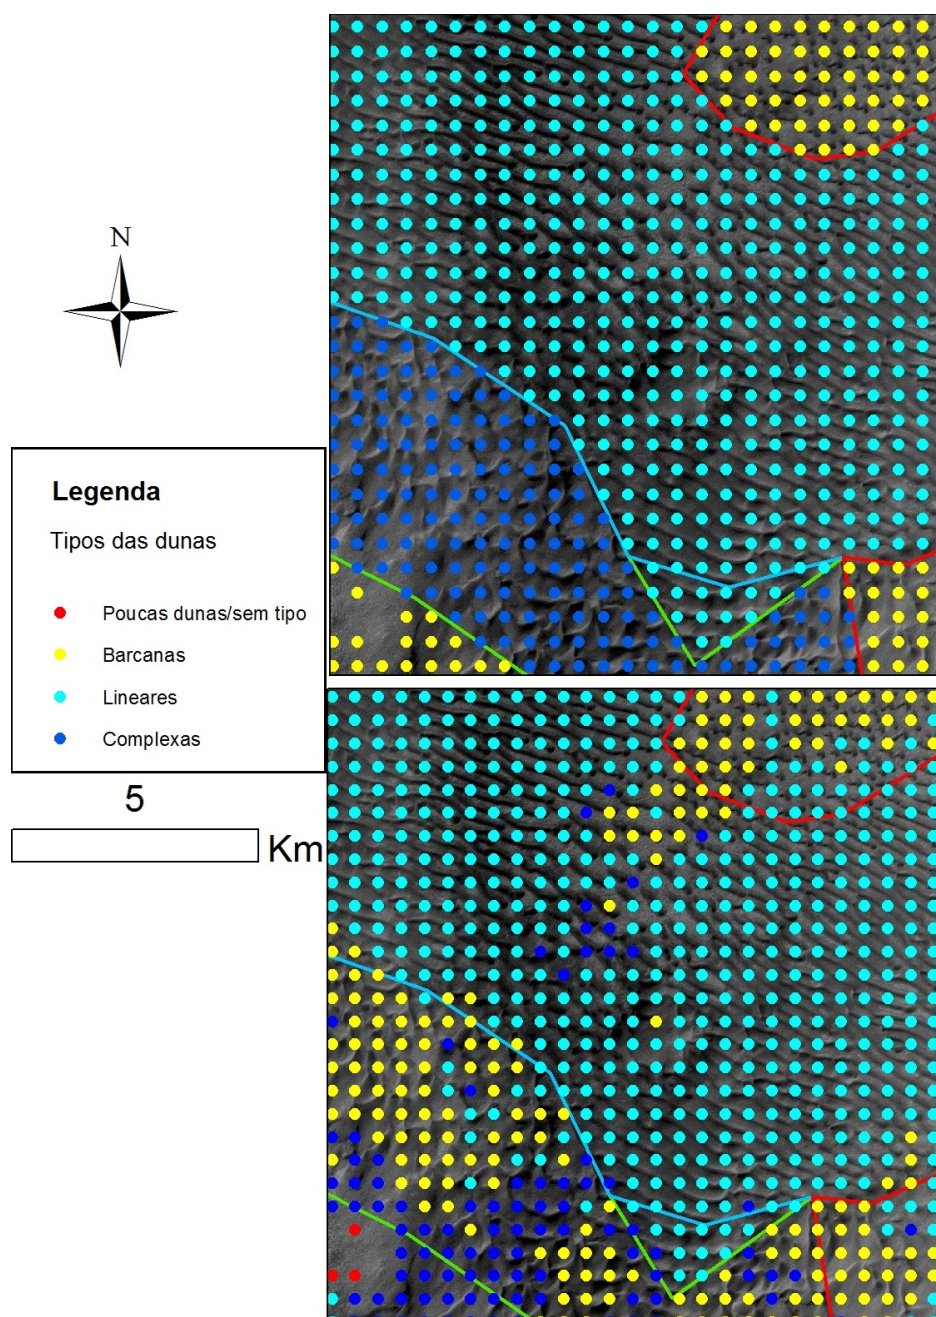 N
Legenda
Tipos das dunas
Poucas dunas/sem tipo
Barcanas
Lineares
Complexas
5
Km